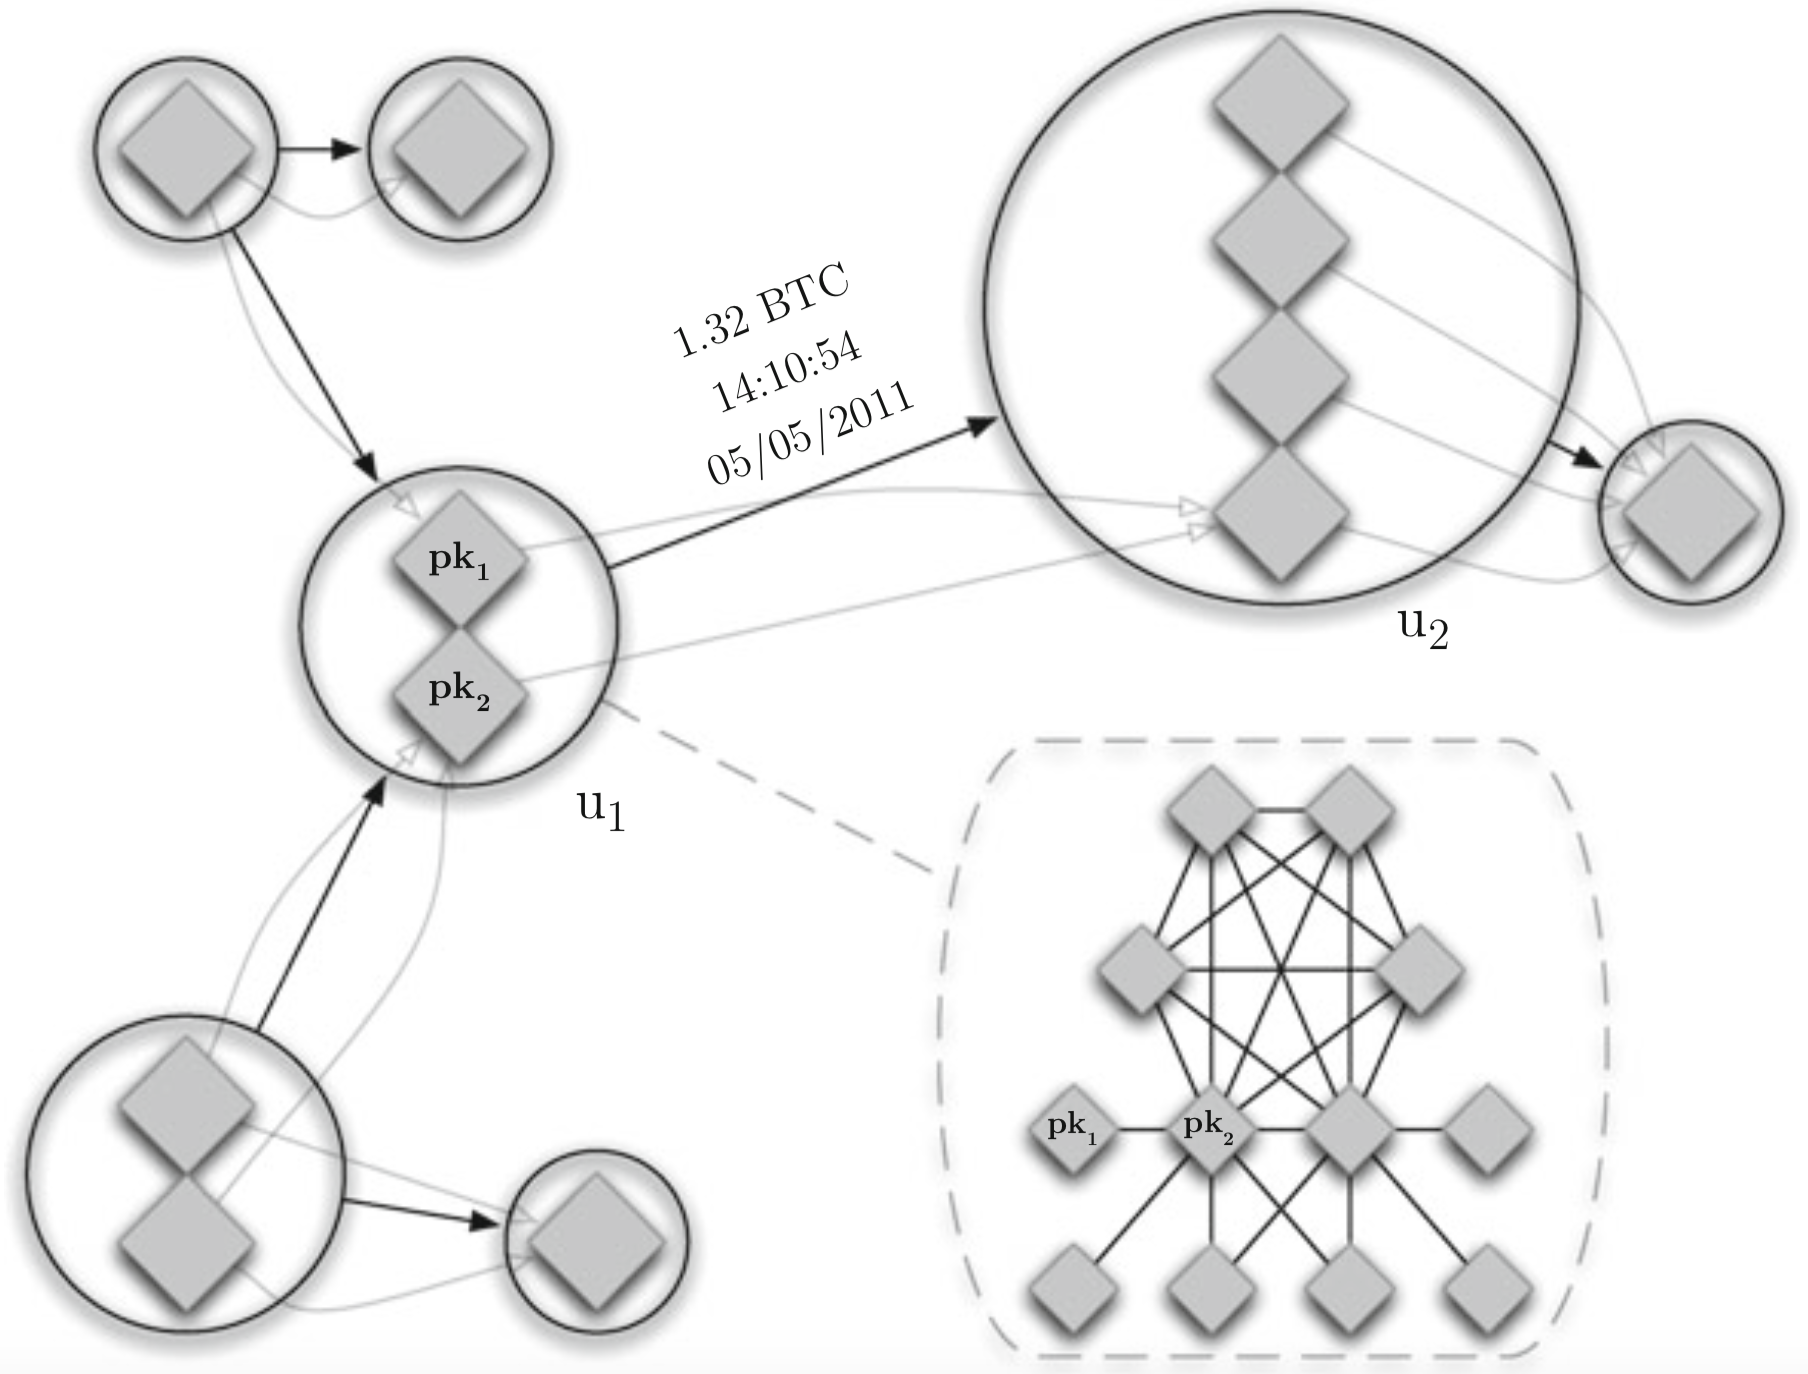 1.32 BTC
14:10:54
05/05/2011
pk₁
pk₂
u₁
u₂
pk₁
pk₂